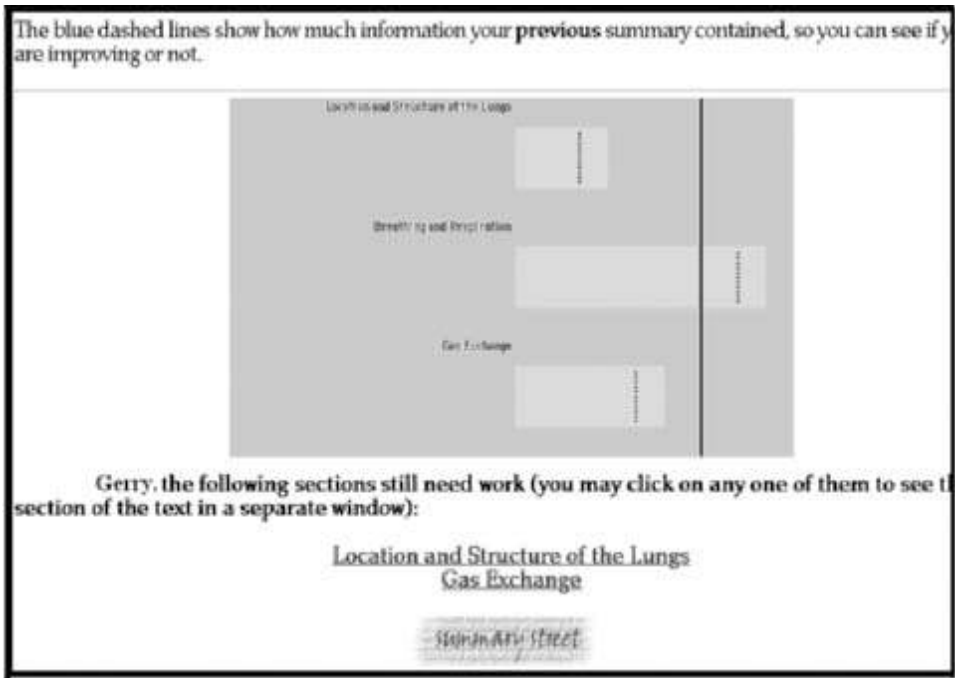 The blue dashed lines show how much information your previous summary contained, so you can see if y
are improving or not.
Location and Structure of the Lungs
Breathing and Respiration
Gas Exchange
Gerry, the following sections still need work (you may click on any one of them to see th
section of the text in a separate window):
Location and Structure of the Lungs
Gas Exchange
Summary Street